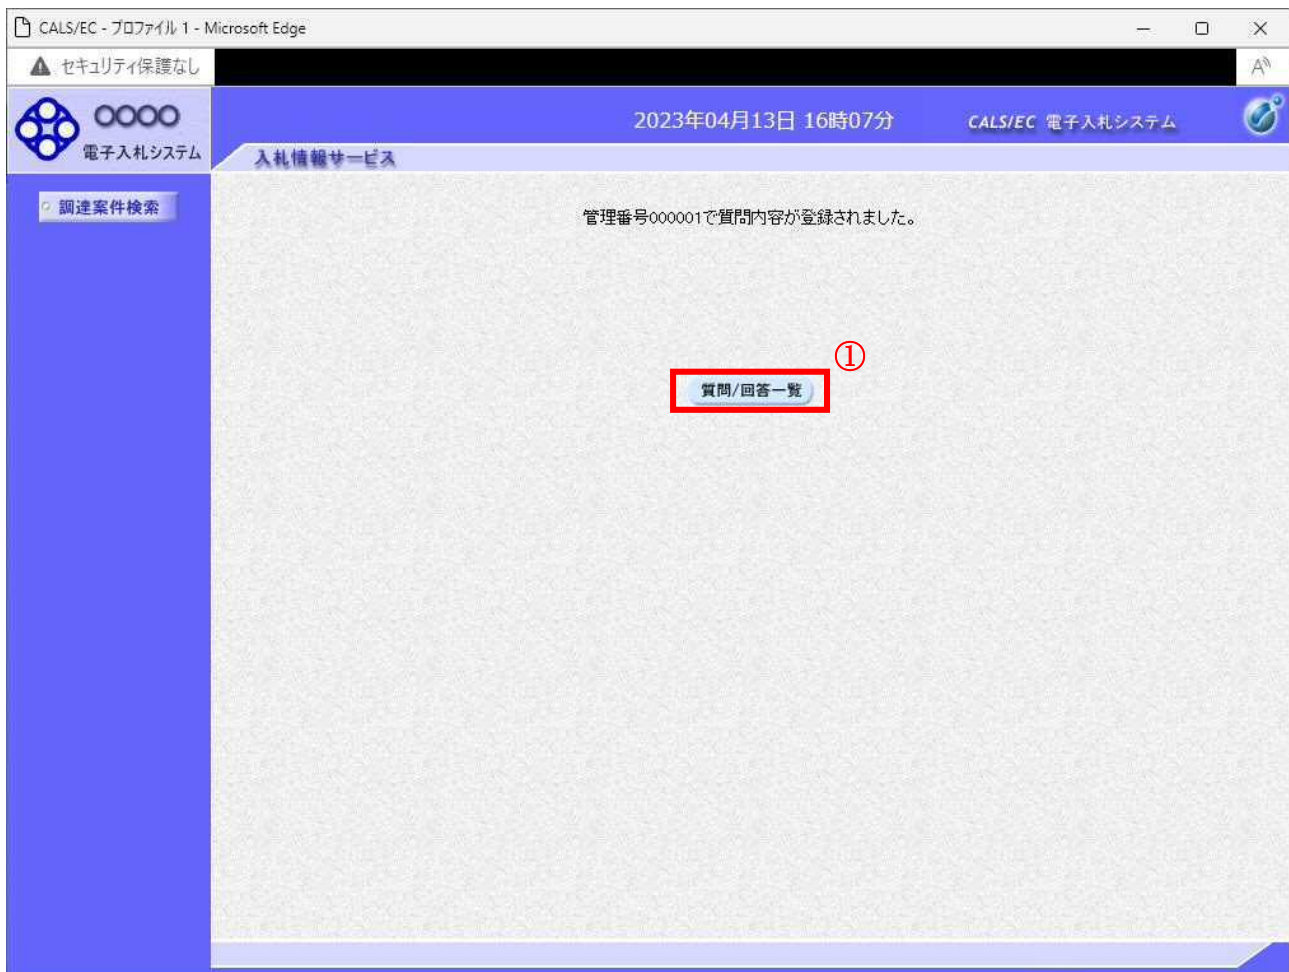 CALS/EC - プロファイル 1 - Microsoft Edge
セキュリティ保護なし
A
〇〇〇〇
電子入札システム
2023年04月13日 16時07分
CALS/EC 電子入札システム
入札情報サービス
調達案件検索
管理番号000001で質問内容が登録されました。
①
質問/回答一覧